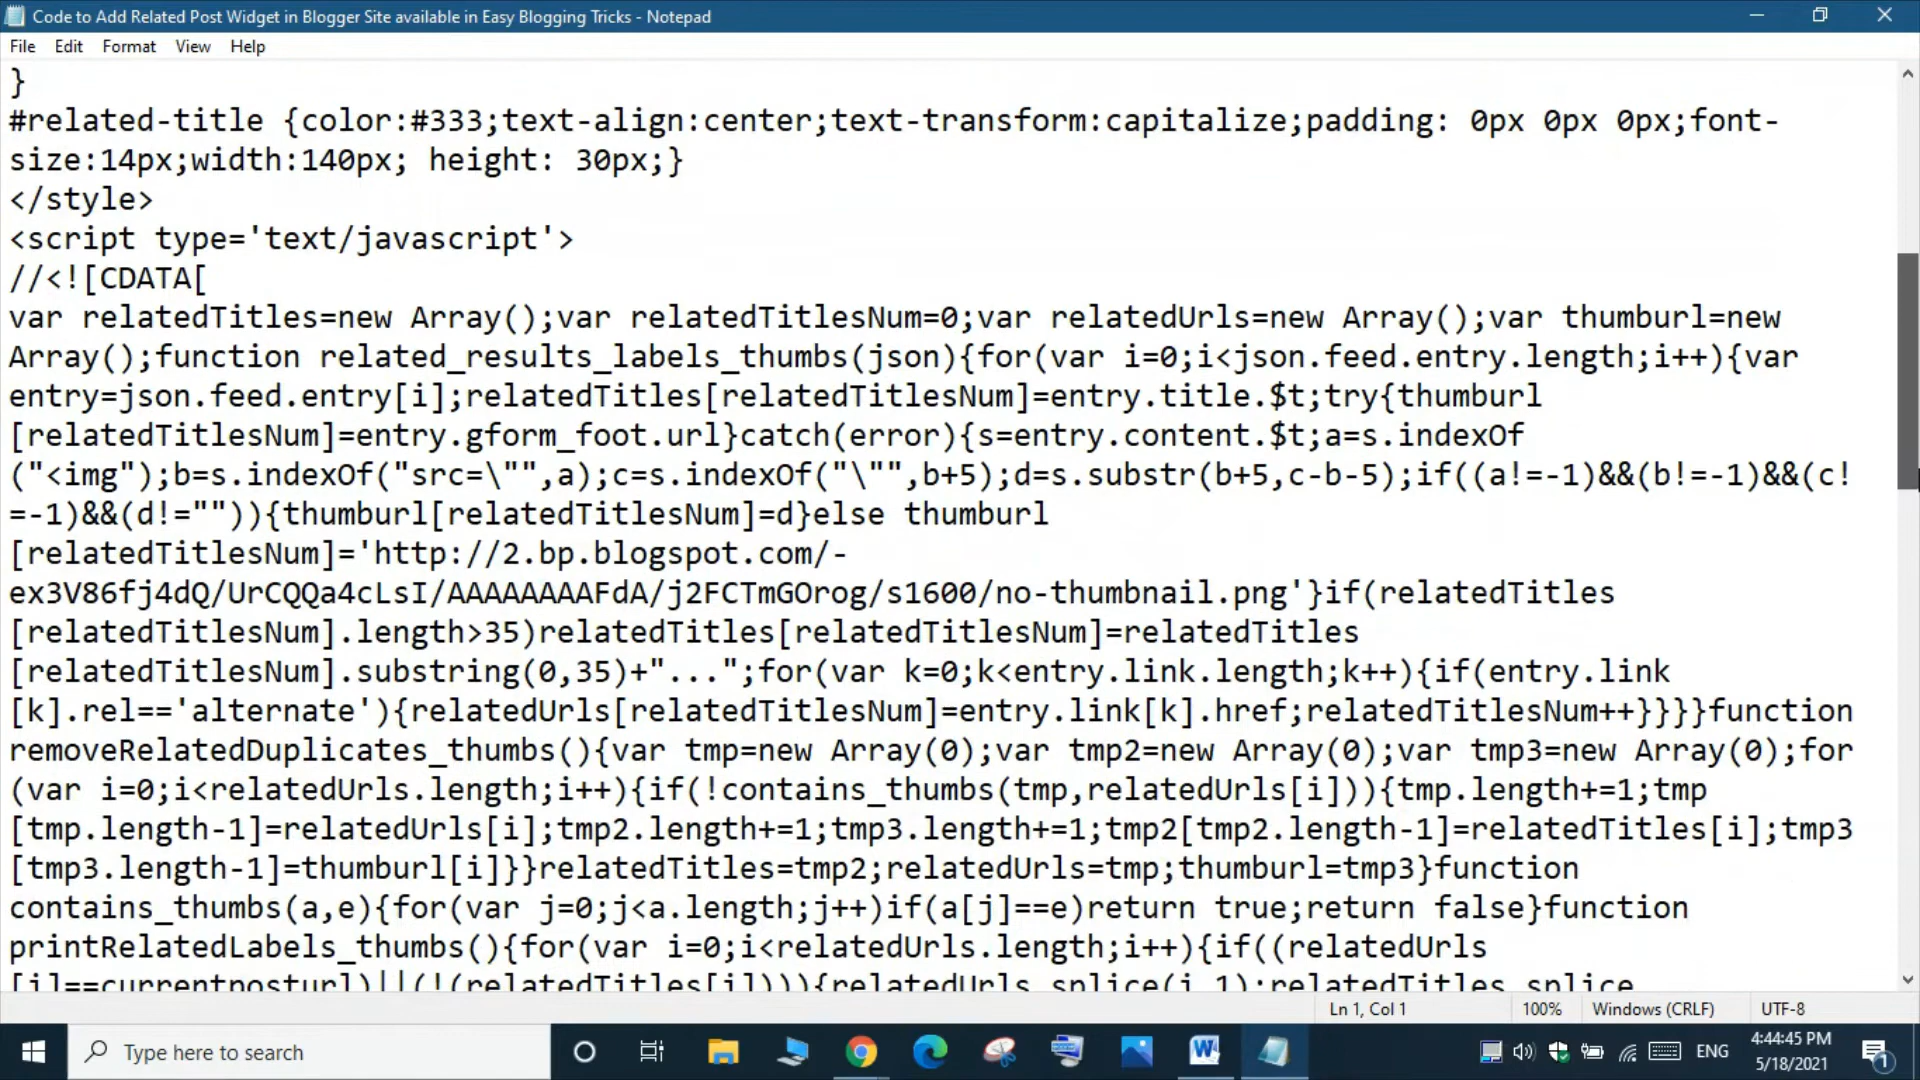 Code to Add Related Post Widget in Blogger Site available in Easy Blogging Tricks - Notepad
File Edit Format View Help
}
#related-title {color:#333;text-align:center;text-transform:capitalize;padding: 0px 0px 0px;font-
size:14px;width:140px; height: 30px;}
</style>
<script type='text/javascript'>
//<![CDATA[
var relatedTitles=new Array();var relatedTitlesNum=0;var relatedUrls=new Array();var thumburl=new
Array();function related_results_labels_thumbs(json){for(var i=0;i<json.feed.entry.length;i++){var
entry=json.feed.entry[i];relatedTitles[relatedTitlesNum]=entry.title.$t;try{thumburl
[relatedTitlesNum]=entry.gform_foot.url}catch(error){s=entry.content.$t;a=s.indexOf
("<img");b=s.indexOf("src=\"",a);c=s.indexOf("\"",b+5);d=s.substr(b+5,c-b-5);if((a!=-1)&&(b!=-1)&&(c!
=-1)&&(d!="")){thumburl[relatedTitlesNum]=d}else thumburl
[relatedTitlesNum]='http://2.bp.blogspot.com/-
ex3V86fj4dQ/UrCQQa4cLsI/AAAAAAAAFdA/j2FCTmGOrog/s1600/no-thumbnail.png'}if(relatedTitles
[relatedTitlesNum].length>35)relatedTitles[relatedTitlesNum]=relatedTitles
[relatedTitlesNum].substring(0,35)+"...";for(var k=0;k<entry.link.length;k++){if(entry.link
[k].rel=='alternate'){relatedUrls[relatedTitlesNum]=entry.link[k].href;relatedTitlesNum++}}}}function
removeRelatedDuplicates_thumbs(){var tmp=new Array(0);var tmp2=new Array(0);var tmp3=new Array(0);for
(var i=0;i<relatedUrls.length;i++){if(!contains_thumbs(tmp,relatedUrls[i])){tmp.length+=1;tmp
[tmp.length-1]=relatedUrls[i];tmp2.length+=1;tmp3.length+=1;tmp2[tmp2.length-1]=relatedTitles[i];tmp3
[tmp3.length-1]=thumburl[i]}}relatedTitles=tmp2;relatedUrls=tmp;thumburl=tmp3}function
contains_thumbs(a,e){for(var j=0;j<a.length;j++)if(a[j]==e)return true;return false}function
printRelatedLabels_thumbs(){for(var i=0;i<relatedUrls.length;i++){if((relatedUrls
[i]==currentposturl)||(!(relatedTitles[i]))){relatedUrls.splice(i,1);relatedTitles.splice
Ln 1, Col 1 100% Windows (CRLF) UTF-8
Type here to search
ENG
4:44:45 PM
5/18/2021
1